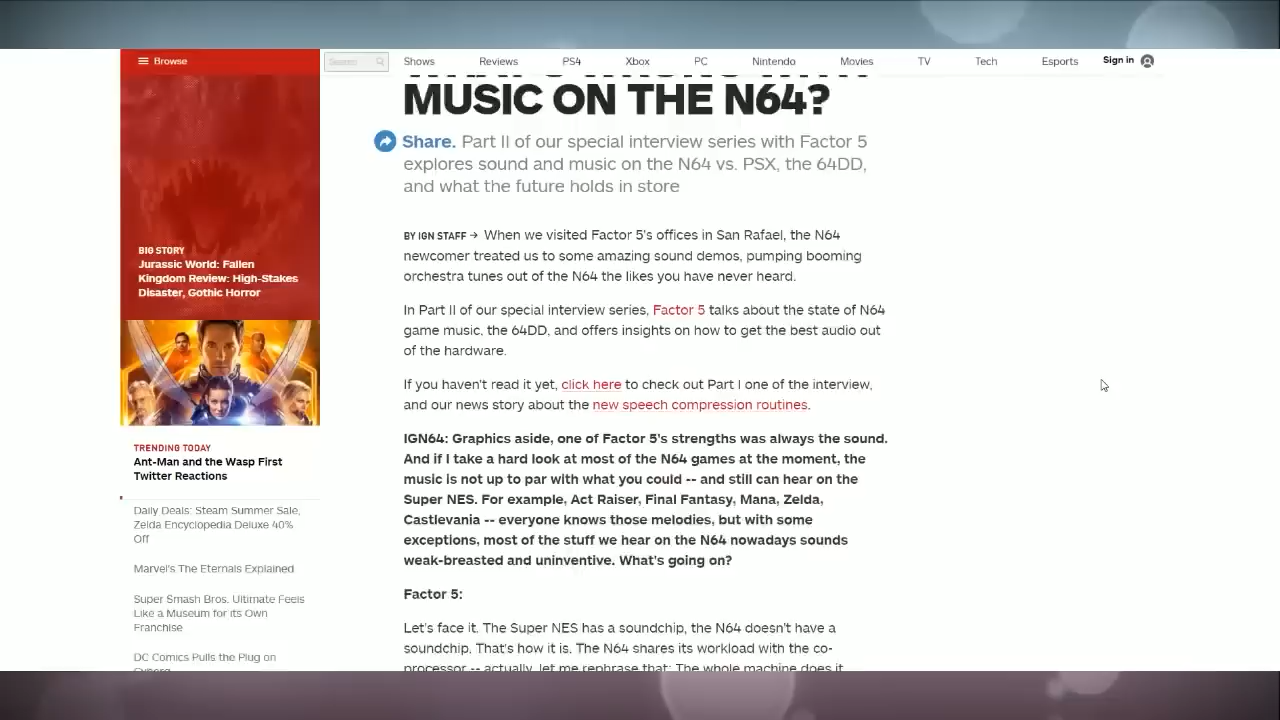 Browse
Search
Shows
Reviews
PS4
Xbox
PC
Nintendo
Movies
TV
Tech
Esports
Sign in
MUSIC ON THE N64?
Share. Part II of our special interview series with Factor 5
explores sound and music on the N64 vs. PSX, the 64DD,
and what the future holds in store
BY IGN STAFF → When we visited Factor 5's offices in San Rafael, the N64
newcomer treated us to some amazing sound demos, pumping booming
orchestra tunes out of the N64 the likes you have never heard.
In Part II of our special interview series, Factor 5 talks about the state of N64
game music, the 64DD, and offers insights on how to get the best audio out
of the hardware.
If you haven't read it yet, click here to check out Part I one of the interview,
and our news story about the new speech compression routines.
IGN64: Graphics aside, one of Factor 5's strengths was always the sound.
And if I take a hard look at most of the N64 games at the moment, the
music is not up to par with what you could -- and still can hear on the
Super NES. For example, Act Raiser, Final Fantasy, Mana, Zelda,
Castlevania -- everyone knows those melodies, but with some
exceptions, most of the stuff we hear on the N64 nowadays sounds
weak-breasted and uninventive. What's going on?
Factor 5:
Let's face it. The Super NES has a soundchip, the N64 doesn't have a
soundchip. That's how it is. The N64 shares its workload with the co-
processor -- actually, let me rephrase that: The whole machine does it
BIG STORY
Jurassic World: Fallen
Kingdom Review: High-Stakes
Disaster, Gothic Horror
TRENDING TODAY
Ant-Man and the Wasp First
Twitter Reactions
Daily Deals: Steam Summer Sale,
Zelda Encyclopedia Deluxe 40%
Off
Marvel's The Eternals Explained
Super Smash Bros. Ultimate Feels
Like a Museum for its Own
Franchise
DC Comics Pulls the Plug on